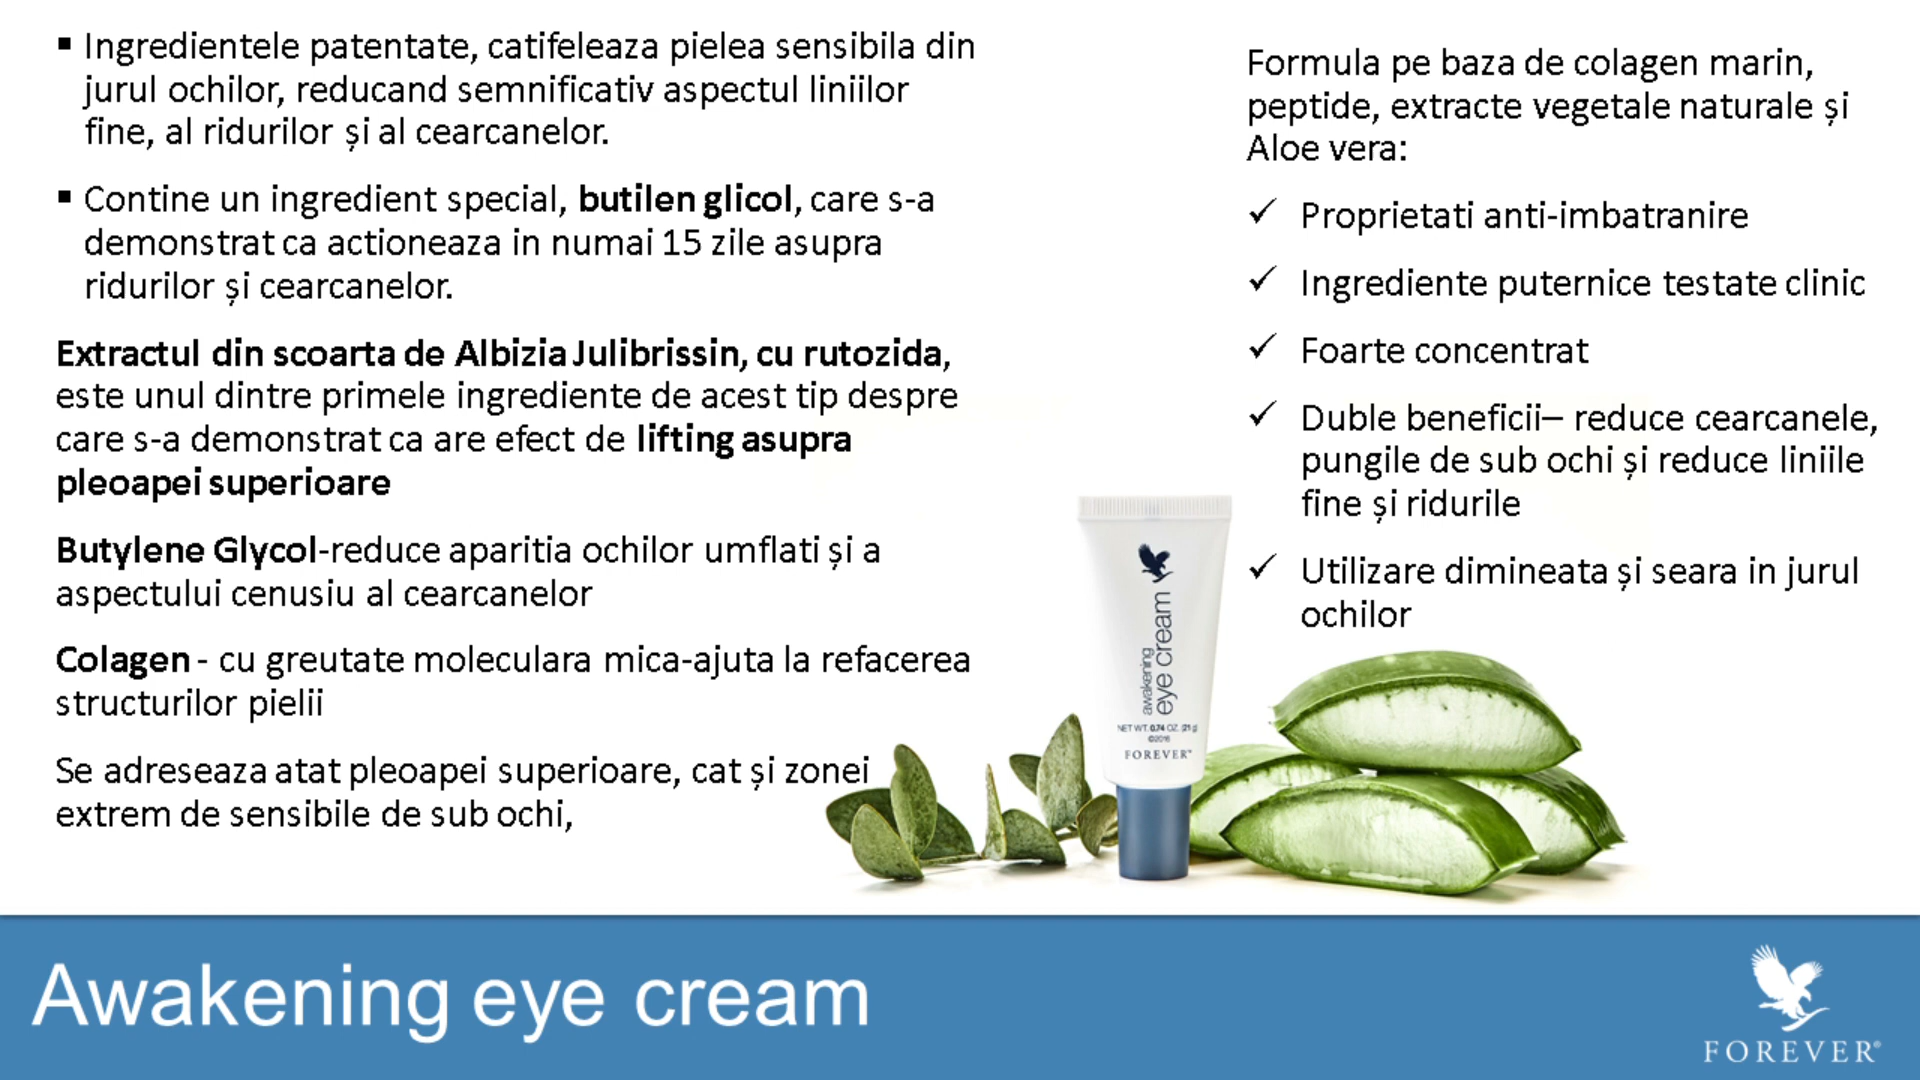 ▪ Ingredientele patentate, catifeleaza pielea sensibila din
jurul ochilor, reducand semnificativ aspectul liniilor
fine, al ridurilor și al cearcanelor.
▪ Contine un ingredient special, butilen glicol, care s-a
demonstrat ca actioneaza in numai 15 zile asupra
ridurilor și cearcanelor.
Extractul din scoarta de Albizia Julibrissin, cu rutozida,
este unul dintre primele ingrediente de acest tip despre
care s-a demonstrat ca are efect de lifting asupra
pleoapei superioare
Butylene Glycol-reduce aparitia ochilor umflati și a
aspectului cenusiu al cearcanelor
Colagen - cu greutate moleculara mica-ajuta la refacerea
structurilor pielii
Se adreseaza atat pleoapei superioare, cat și zonei
extrem de sensibile de sub ochi,
Formula pe baza de colagen marin,
peptide, extracte vegetale naturale și
Aloe vera:
✓ Proprietati anti-imbatranire
✓ Ingrediente puternice testate clinic
✓ Foarte concentrat
✓ Duble beneficii– reduce cearcanele,
pungile de sub ochi și reduce liniile
fine și ridurile
✓ Utilizare dimineata și seara in jurul
ochilor
awakening
eye cream
NET WT. 0.74 OZ. (21 g)
©2016
FOREVER®
Awakening eye cream
FOREVER®